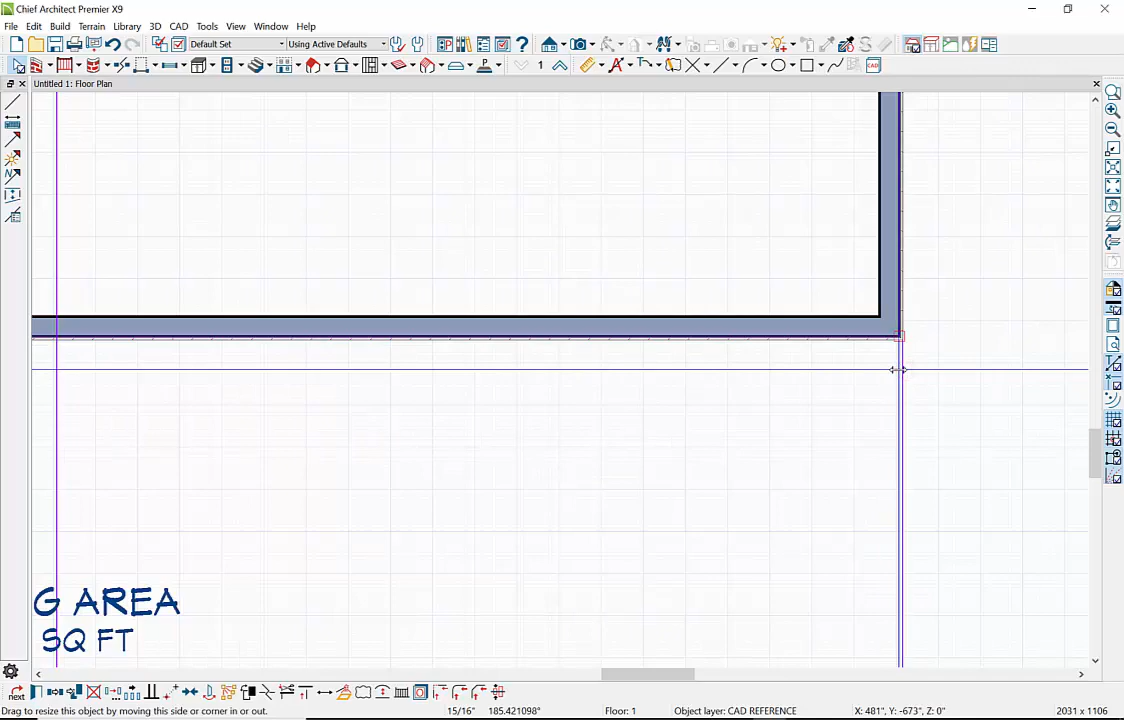 Chief Architect Premier X9
File Edit Build Terrain Library 3D CAD Tools View Window Help
Default Set Using Active Defaults
1
Untitled 1: Floor Plan
G AREA
SQ FT
next
Drag to resize this object by moving this side or corner in or out. 15/16" 185.421098° Floor: 1 Object layer: CAD REFERENCE X: 481", Y: -673", Z: 0" 2031 x 1106